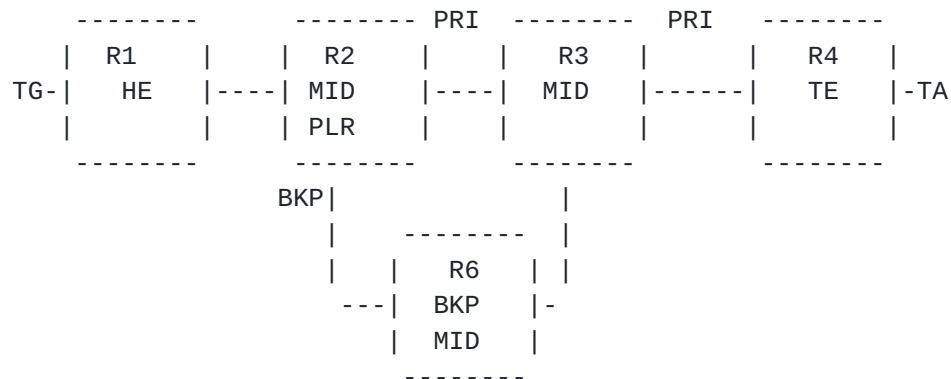 -------- -------- PRI -------- PRI --------
| R1 | | R2 | | R3 | | R4 |
TG-| HE |----| MID |----| MID |------| TE |-TA
| | | PLR | | | | |
-------- -------- -------- --------
BKP| |
| -------- |
| | R6 | |
---| BKP |-
| MID |
--------